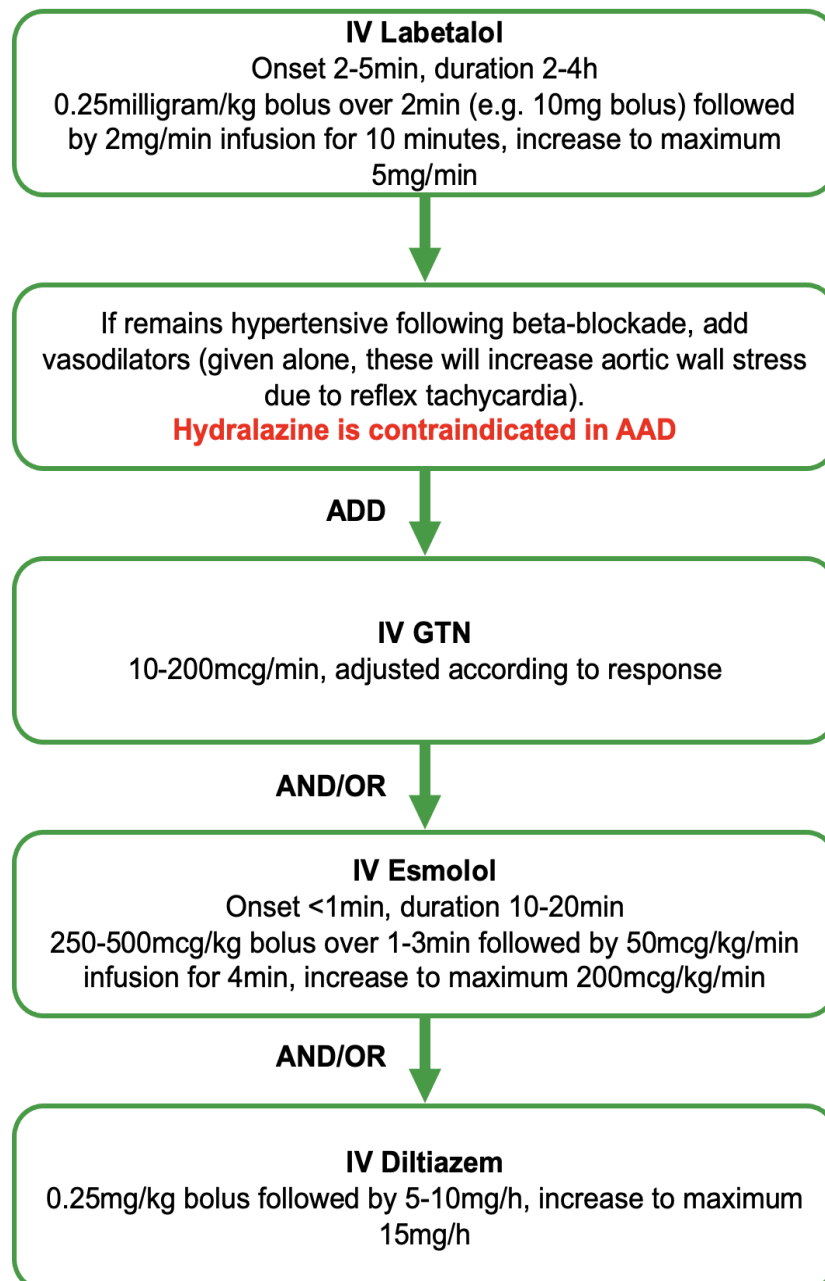 IV Labetalol
Onset 2-5min, duration 2-4h
0.25milligram/kg bolus over 2min (e.g. 10mg bolus) followed
by 2mg/min infusion for 10 minutes, increase to maximum
5mg/min
If remains hypertensive following beta-blockade, add
vasodilators (given alone, these will increase aortic wall stress
due to reflex tachycardia).
Hydralazine is contraindicated in AAD
ADD
IV GTN
10-200mcg/min, adjusted according to response
AND/OR
IV Esmolol
Onset <1min, duration 10-20min
250-500mcg/kg bolus over 1-3min followed by 50mcg/kg/min
infusion for 4min, increase to maximum 200mcg/kg/min
AND/OR
IV Diltiazem
0.25mg/kg bolus followed by 5-10mg/h, increase to maximum
15mg/h